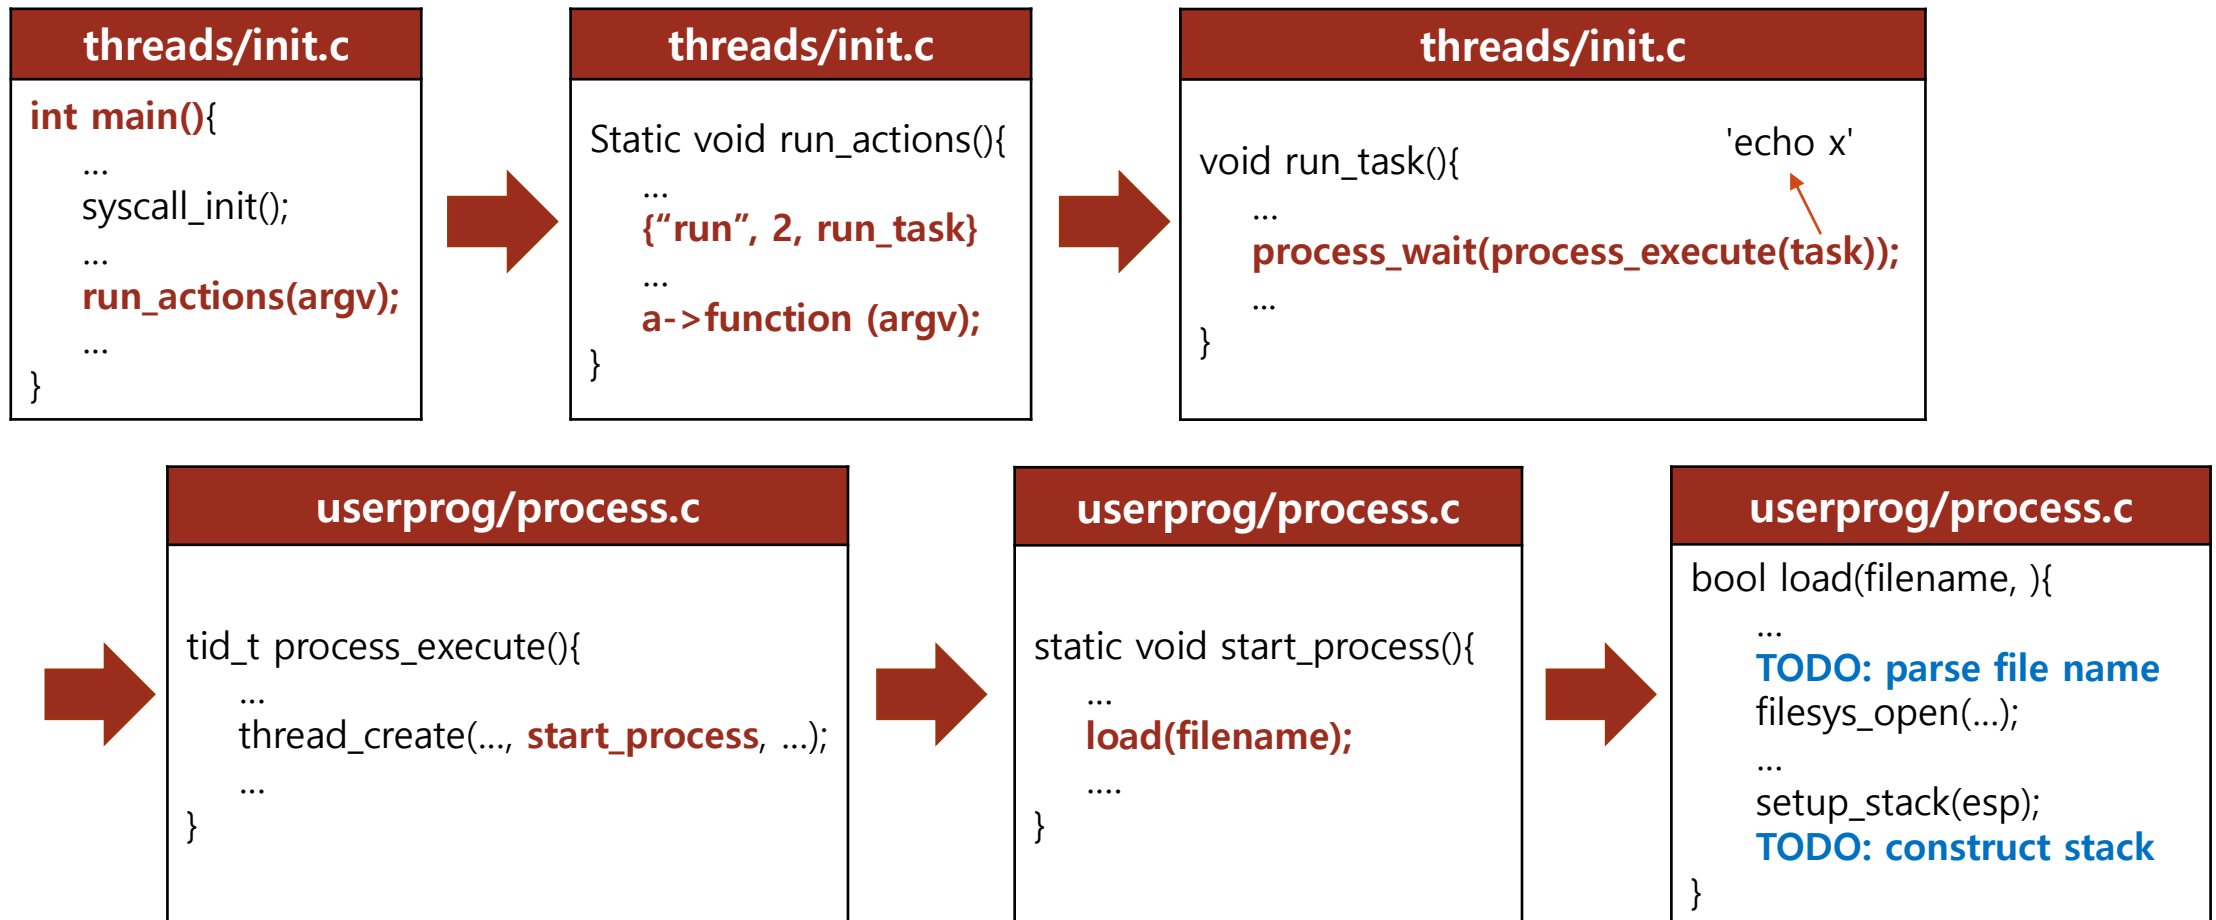 threads/init.c
int main(){
...
syscall_init();
...
run_actions(argv);
...
}
threads/init.c
Static void run_actions(){
...
{“run”, 2, run_task}
...
a->function (argv);
}
threads/init.c
'echo x'
void run_task(){
...
process_wait(process_execute(task));
...
}
userprog/process.c
tid_t process_execute(){
...
thread_create(..., start_process, ...);
...
}
userprog/process.c
static void start_process(){
...
load(filename);
....
}
userprog/process.c
bool load(filename, ){
...
TODO: parse file name
filesys_open(...);
...
setup_stack(esp);
TODO: construct stack
}